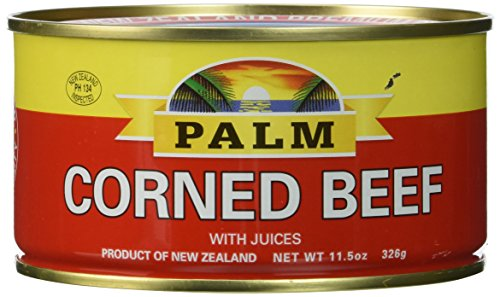 NEW ZEALAND
PH 134
INSPECTED
PALM
CORNED BEEF
WITH JUICES
PRODUCT OF NEW ZEALAND NET WT 11.5oz 326g